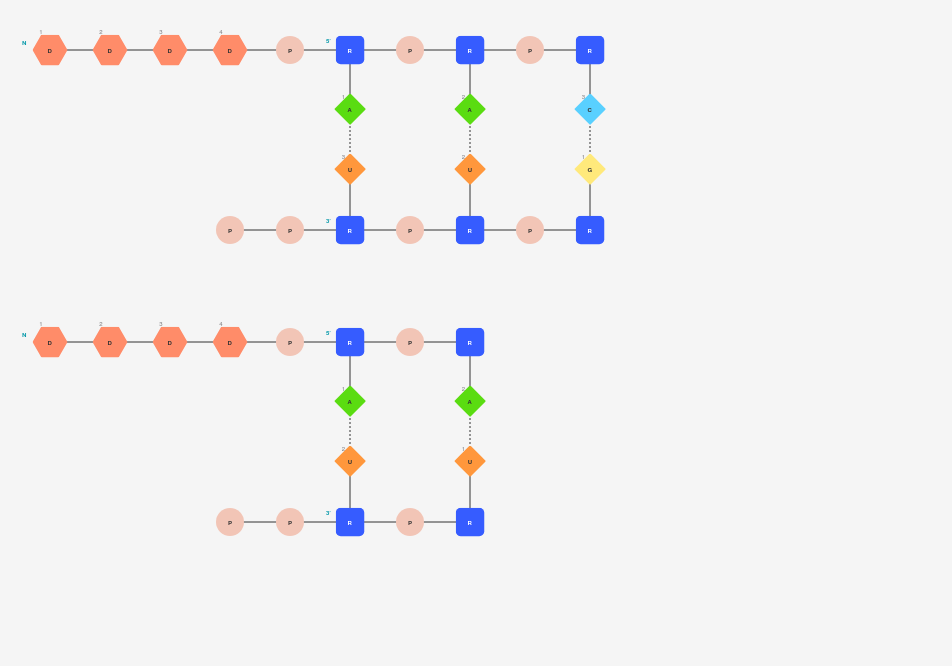 1 2 3 4
N D D D D P 5' R P R P R
1 A 2 A 3 C
3 U 2 U 1 G
P P 3' R P R P R
1 2 3 4
N D D D D P 5' R P R
1 A 2 A
2 U 1 U
P P 3' R P R